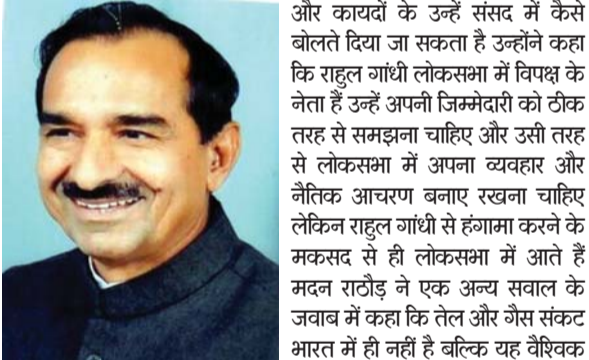 और कायदों के उन्हें संसद में कैसे
बोलते दिया जा सकता है उन्होंने कहा
कि राहुल गांधी लोकसभा में विपक्ष के
नेता हैं उन्हें अपनी जिम्मेदारी को ठीक
तरह से समझना चाहिए और उसी तरह
से लोकसभा में अपना व्यवहार और
नैतिक आचरण बनाए रखना चाहिए
लेकिन राहुल गांधी से हंगामा करने के
मकसद से ही लोकसभा में आते हैं
मदन राठौड़ ने एक अन्य सवाल के
जवाब में कहा कि तेल और गैस संकट
भारत में ही नहीं है बल्कि यह वैश्विक